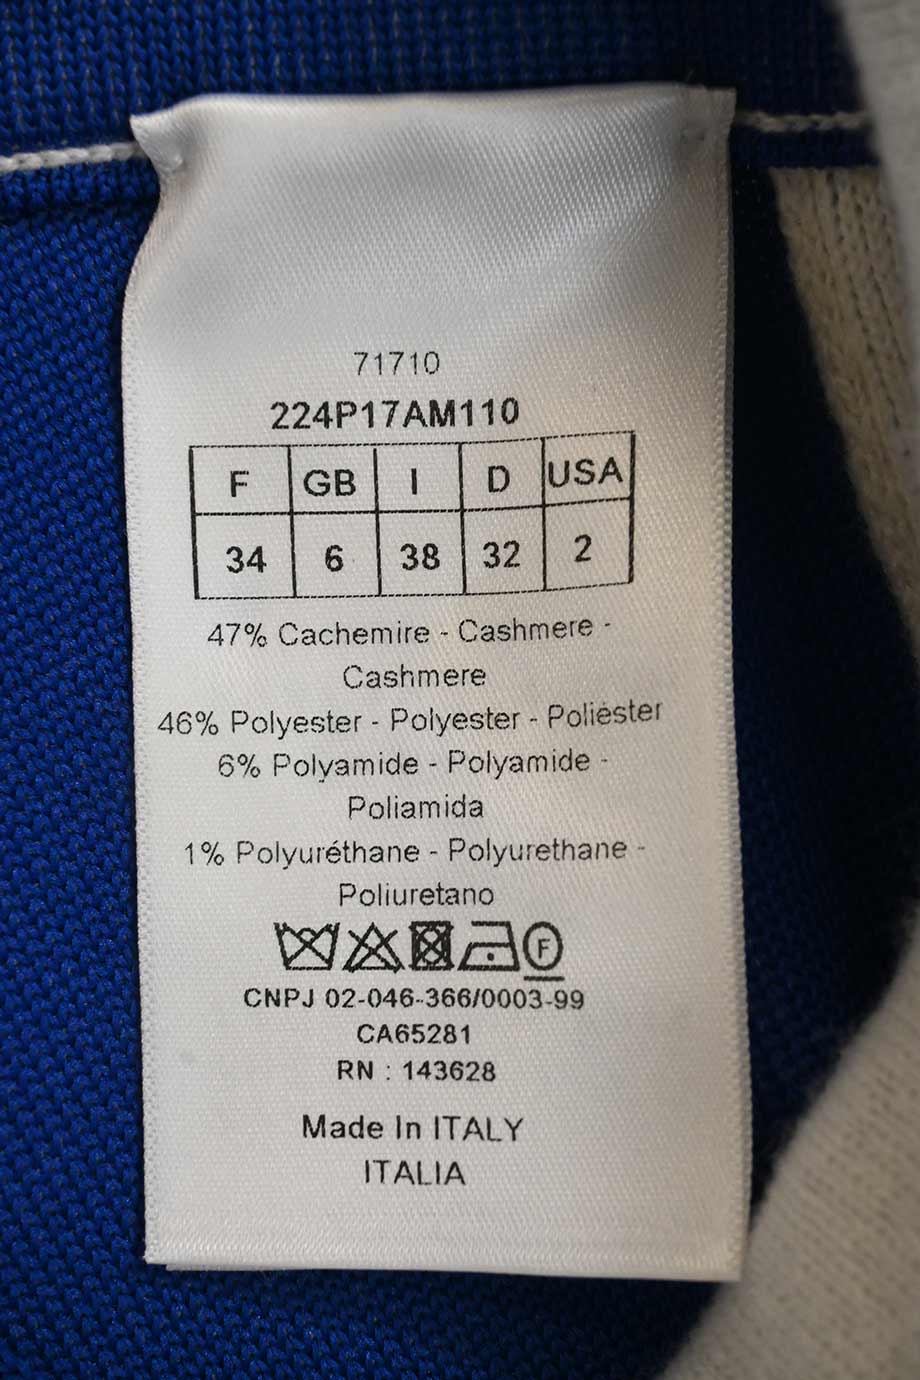 71710
224P17AM110
F GB I D USA
34 6 38 32 2
47% Cachemire - Cashmere -
Cashmere
46% Polyester - Polyester - Poliéster
6% Polyamide - Polyamide -
Poliamida
1% Polyuréthane - Polyurethane -
Poliuretano
F
CNPJ 02-046-366/0003-99
CA65281
RN : 143628
Made In ITALY
ITALIA